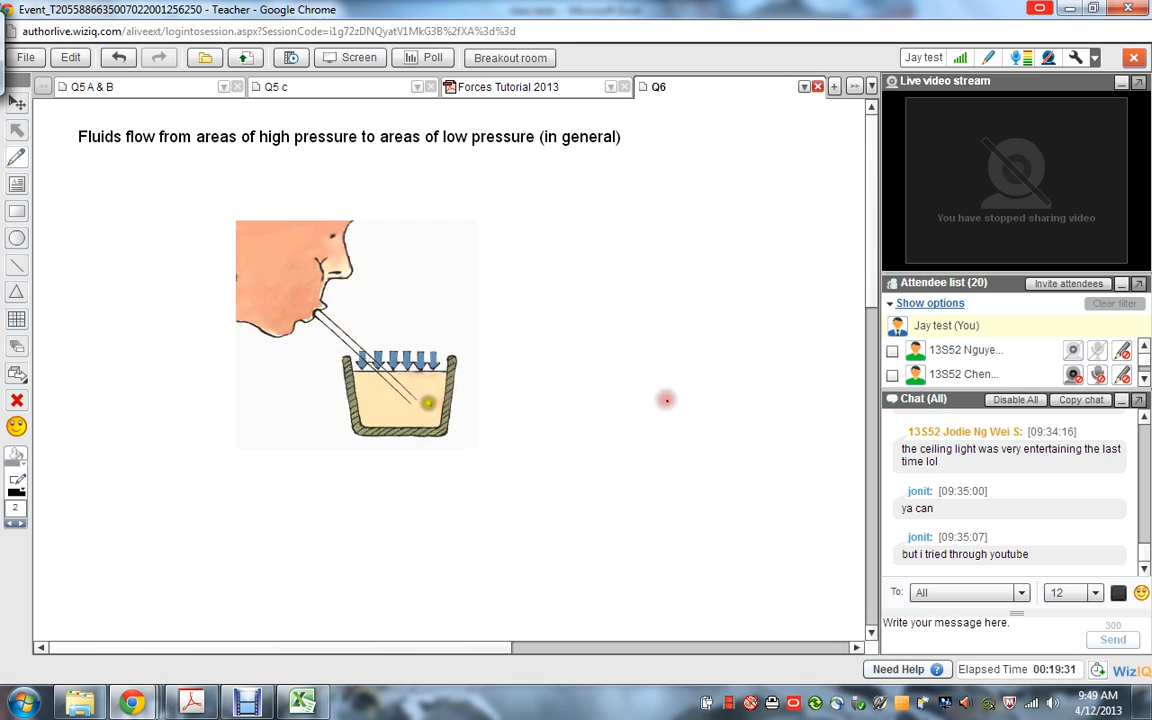 Event_T2055886635007022001256250 - Teacher - Google Chrome
authorlive.wiziq.com/aliveext/logintosession.aspx?SessionCode=i1g72zDNQyatV1MkG3B%2fXA%3d%3d
File Edit Screen Poll Breakout room Jay test
Q5 A & B Q5 c Forces Tutorial 2013 Q6
Fluids flow from areas of high pressure to areas of low pressure (in general)
2
Live video stream
You have stopped sharing video
Attendee list (20) Invite attendees
Show options Clear filter
Jay test (You)
13S52 Nguye...
13S52 Chen...
Chat (All) Disable All Copy chat
13S52 Jodie Ng Wei S: [09:34:16]
the ceiling light was very entertaining the last
time lol
jonit: [09:35:00]
ya can
jonit: [09:35:07]
but i tried through youtube
To: All 12
Write your message here.
300
Send
Need Help ? Elapsed Time 00:19:31 WizIQ
9:49 AM
4/12/2013